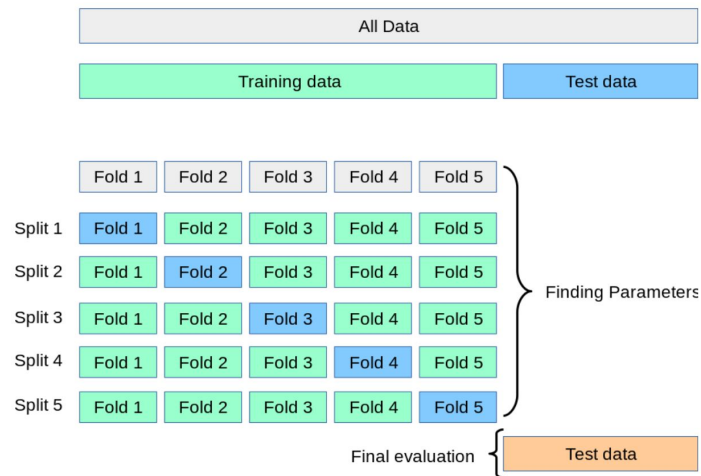 All Data
Training data Test data
Fold 1 Fold 2 Fold 3 Fold 4 Fold 5
Split 1 Fold 1 Fold 2 Fold 3 Fold 4 Fold 5
Split 2 Fold 1 Fold 2 Fold 3 Fold 4 Fold 5
Finding Parameters
Split 3 Fold 1 Fold 2 Fold 3 Fold 4 Fold 5
Split 4 Fold 1 Fold 2 Fold 3 Fold 4 Fold 5
Split 5 Fold 1 Fold 2 Fold 3 Fold 4 Fold 5
Final evaluation Test data